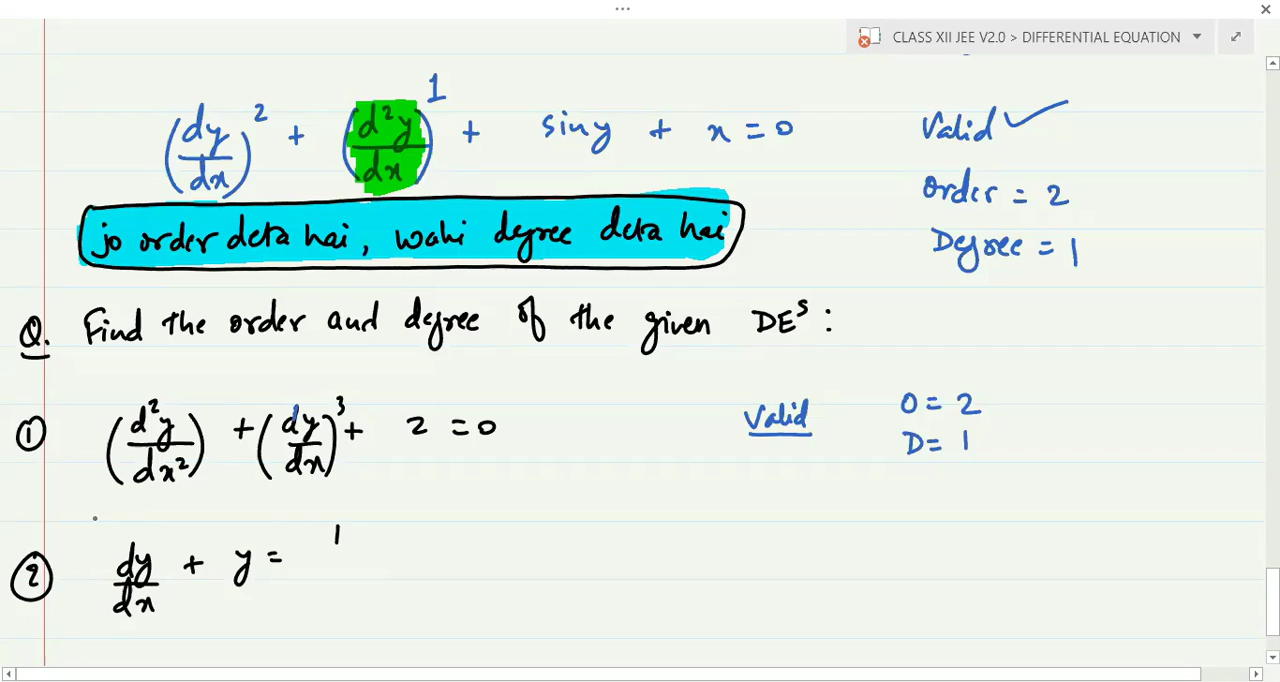 CLASS XII JEE V2.0 > DIFFERENTIAL EQUATION
(dy/dx)² + (d²y/dx)¹ + siny + x = 0
Valid ✓
order = 2
Degree = 1
jo order deta hai, wahi degree deta hai
Q. Find the order and degree of the given DEˢ :
① (d²y/dx²) + (dy/dx)³ + 2 = 0
Valid
O = 2
D = 1
② dy/dx + y = 1